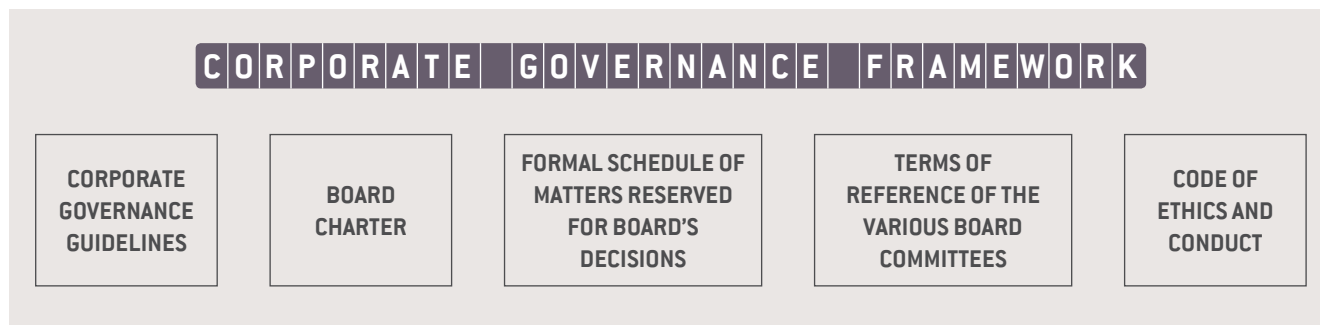 CORPORATE GOVERNANCE FRAMEWORK
CORPORATE
GOVERNANCE
GUIDELINES
BOARD
CHARTER
FORMAL SCHEDULE OF
MATTERS RESERVED
FOR BOARD'S
DECISIONS
TERMS OF
REFERENCE OF THE
VARIOUS BOARD
COMMITTEES
CODE OF
ETHICS AND
CONDUCT